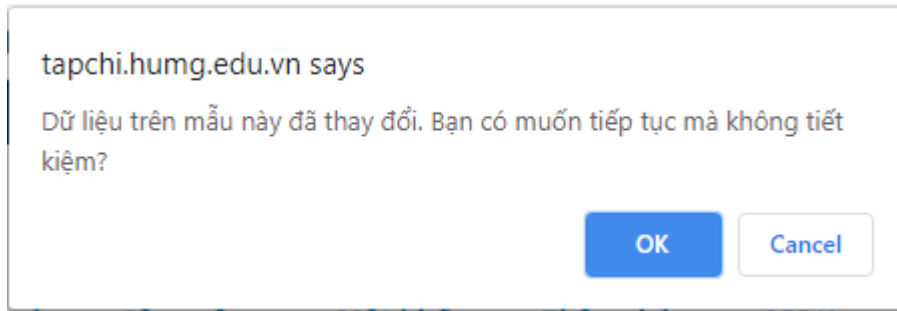 tapchi.humg.edu.vn says
Dữ liệu trên mẫu này đã thay đổi. Bạn có muốn tiếp tục mà không tiết
kiệm?
OK Cancel